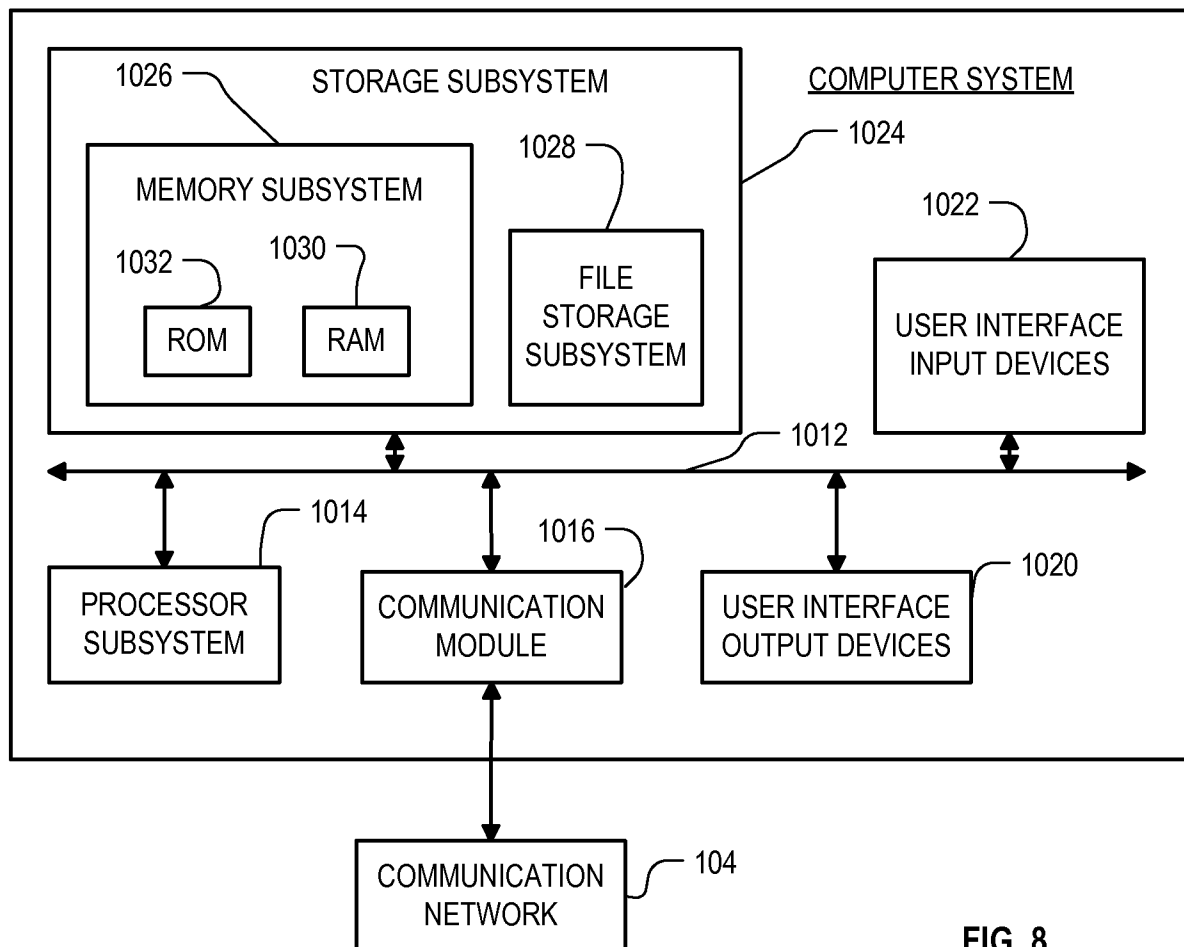 1026
STORAGE SUBSYSTEM
COMPUTER SYSTEM
1024
1028
MEMORY SUBSYSTEM
1022
1032
1030
FILE
STORAGE
SUBSYSTEM
ROM
RAM
USER INTERFACE
INPUT DEVICES
1012
1014
1016
1020
PROCESSOR
SUBSYSTEM
COMMUNICATION
MODULE
USER INTERFACE
OUTPUT DEVICES
104
COMMUNICATION
NETWORK
FIG. 8